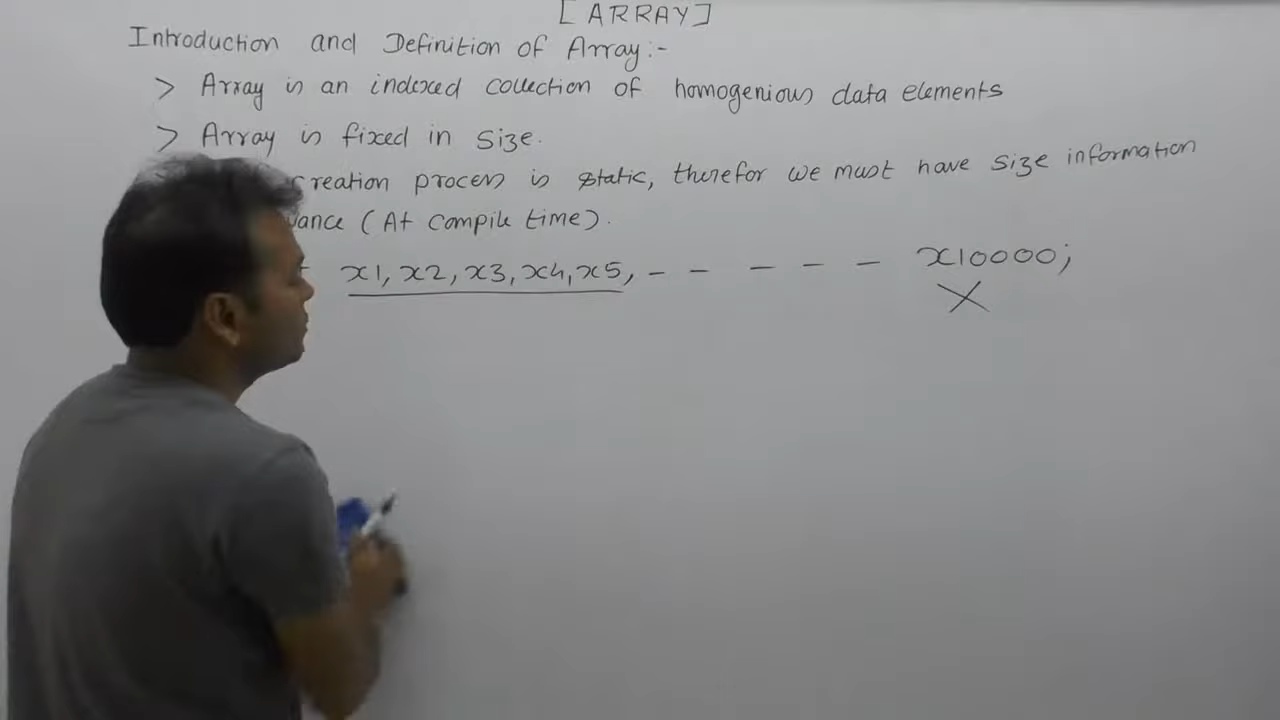 [ARRAY]
Introduction and Definition of Array:-
> Array is an indexed collection of homogenious data elements
> Array is fixed in size.
creation process is static, therefor we must have size information
(At compile time).
x1, x2, x3, x4, x5, - - - - - x10000;